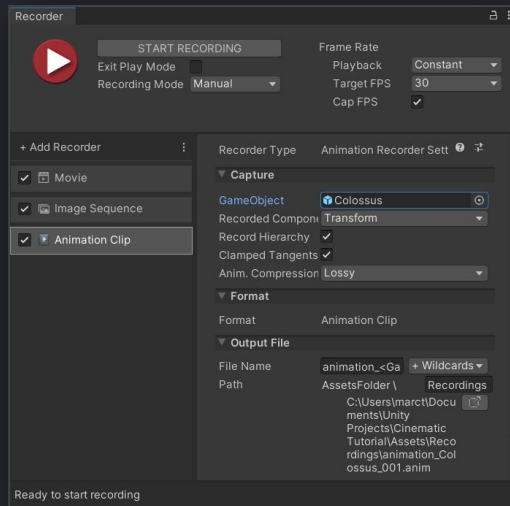 Recorder
START RECORDING
Exit Play Mode
Recording Mode Manual
Frame Rate
Playback Constant
Target FPS 30
Cap FPS
+ Add Recorder
Movie
Image Sequence
Animation Clip
Recorder Type Animation Recorder Sett
Capture
GameObject Colossus
Recorded Compon Transform
Record Hierarchy
Clamped Tangents
Anim. Compression Lossy
Format
Format Animation Clip
Output File
File Name animation_<Ga + Wildcards
Path AssetsFolder \ Recordings
C:\Users\marct\Docu
ments\Unity
Projects\Cinematic
Tutorial\Assets\Reco
rdings\animation_Col
ossus_001.anim
Ready to start recording